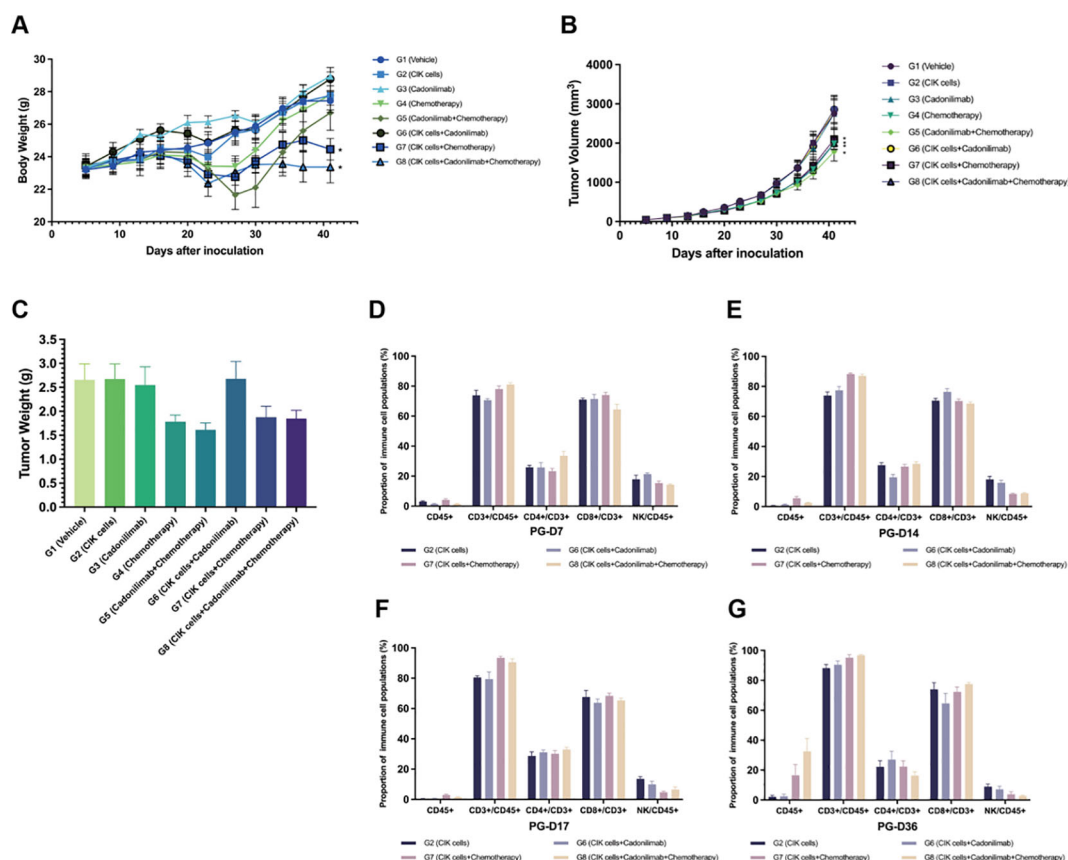 A
Body Weight (g)
30
28
26
24
22
20
0
10
20
30
40
Days after inoculation
G1 (Vehicle)
G2 (CIK cells)
G3 (Cadonilimab)
G4 (Chemotherapy)
G5 (Cadonilimab+Chemotherapy)
G6 (CIK cells+Cadonilimab)
G7 (CIK cells+Chemotherapy)
G8 (CIK cells+Cadonilimab+Chemotherapy)
*
*
B
Tumor Volume (mm³)
4000
3000
2000
1000
0
0
10
20
30
40
Days after inoculation
G1 (Vehicle)
G2 (CIK cells)
G3 (Cadonilimab)
G4 (Chemotherapy)
G5 (Cadonilimab+Chemotherapy)
G6 (CIK cells+Cadonilimab)
G7 (CIK cells+Chemotherapy)
G8 (CIK cells+Cadonilimab+Chemotherapy)
C
Tumor Weight (g)
3.5
3.0
2.5
2.0
1.5
1.0
0.5
0.0
G1 (Vehicle)
G2 (CIK cells)
G3 (Cadonilimab)
G4 (Chemotherapy)
G5 (Cadonilimab+Chemotherapy)
G6 (CIK cells+Cadonilimab)
G7 (CIK cells+Chemotherapy)
G8 (CIK cells+Cadonilimab+Chemotherapy)
D
Proportion of immune cell populations (%)
100
80
60
40
20
0
CD45+ CD3+/CD45+ CD4+/CD3+ CD8+/CD3+ NK/CD45+
PG-D7
G2 (CIK cells) G6 (CIK cells+Cadonilimab)
G7 (CIK cells+Chemotherapy) G8 (CIK cells+Cadonilimab+Chemotherapy)
E
Proportion of immune cell populations (%)
100
80
60
40
20
0
CD45+ CD3+/CD45+ CD4+/CD3+ CD8+/CD3+ NK/CD45+
PG-D14
G2 (CIK cells) G6 (CIK cells+Cadonilimab)
G7 (CIK cells+Chemotherapy) G8 (CIK cells+Cadonilimab+Chemotherapy)
F
Proportion of immune cell populations (%)
100
80
60
40
20
0
CD45+ CD3+/CD45+ CD4+/CD3+ CD8+/CD3+ NK/CD45+
PG-D17
G2 (CIK cells) G6 (CIK cells+Cadonilimab)
G7 (CIK cells+Chemotherapy) G8 (CIK cells+Cadonilimab+Chemotherapy)
G
Proportion of immune cell populations (%)
100
80
60
40
20
0
CD45+ CD3+/CD45+ CD4+/CD3+ CD8+/CD3+ NK/CD45+
PG-D36
G2 (CIK cells) G6 (CIK cells+Cadonilimab)
G7 (CIK cells+Chemotherapy) G8 (CIK cells+Cadonilimab+Chemotherapy)